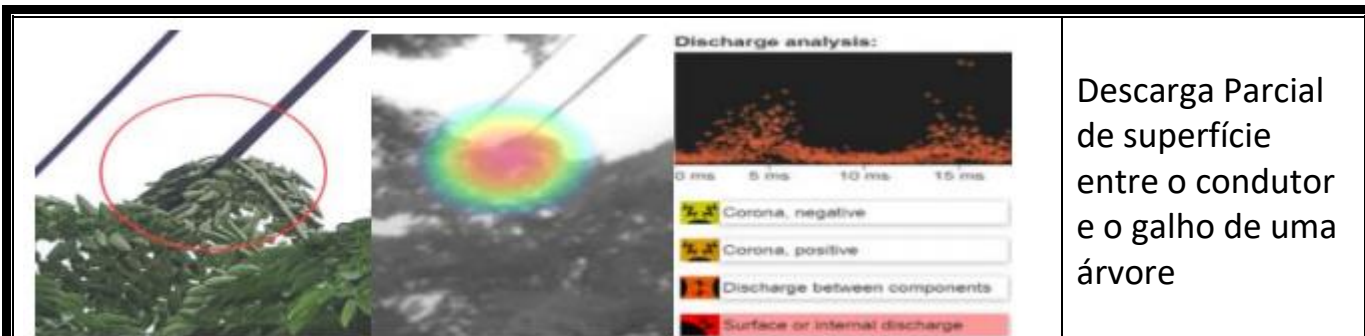 Discharge analysis:
0 ms 5 ms 10 ms 15 ms
Corona, negative
Corona, positive
Discharge between components
Surface or internal discharge
Descarga Parcial
de superfície
entre o condutor
e o galho de uma
árvore